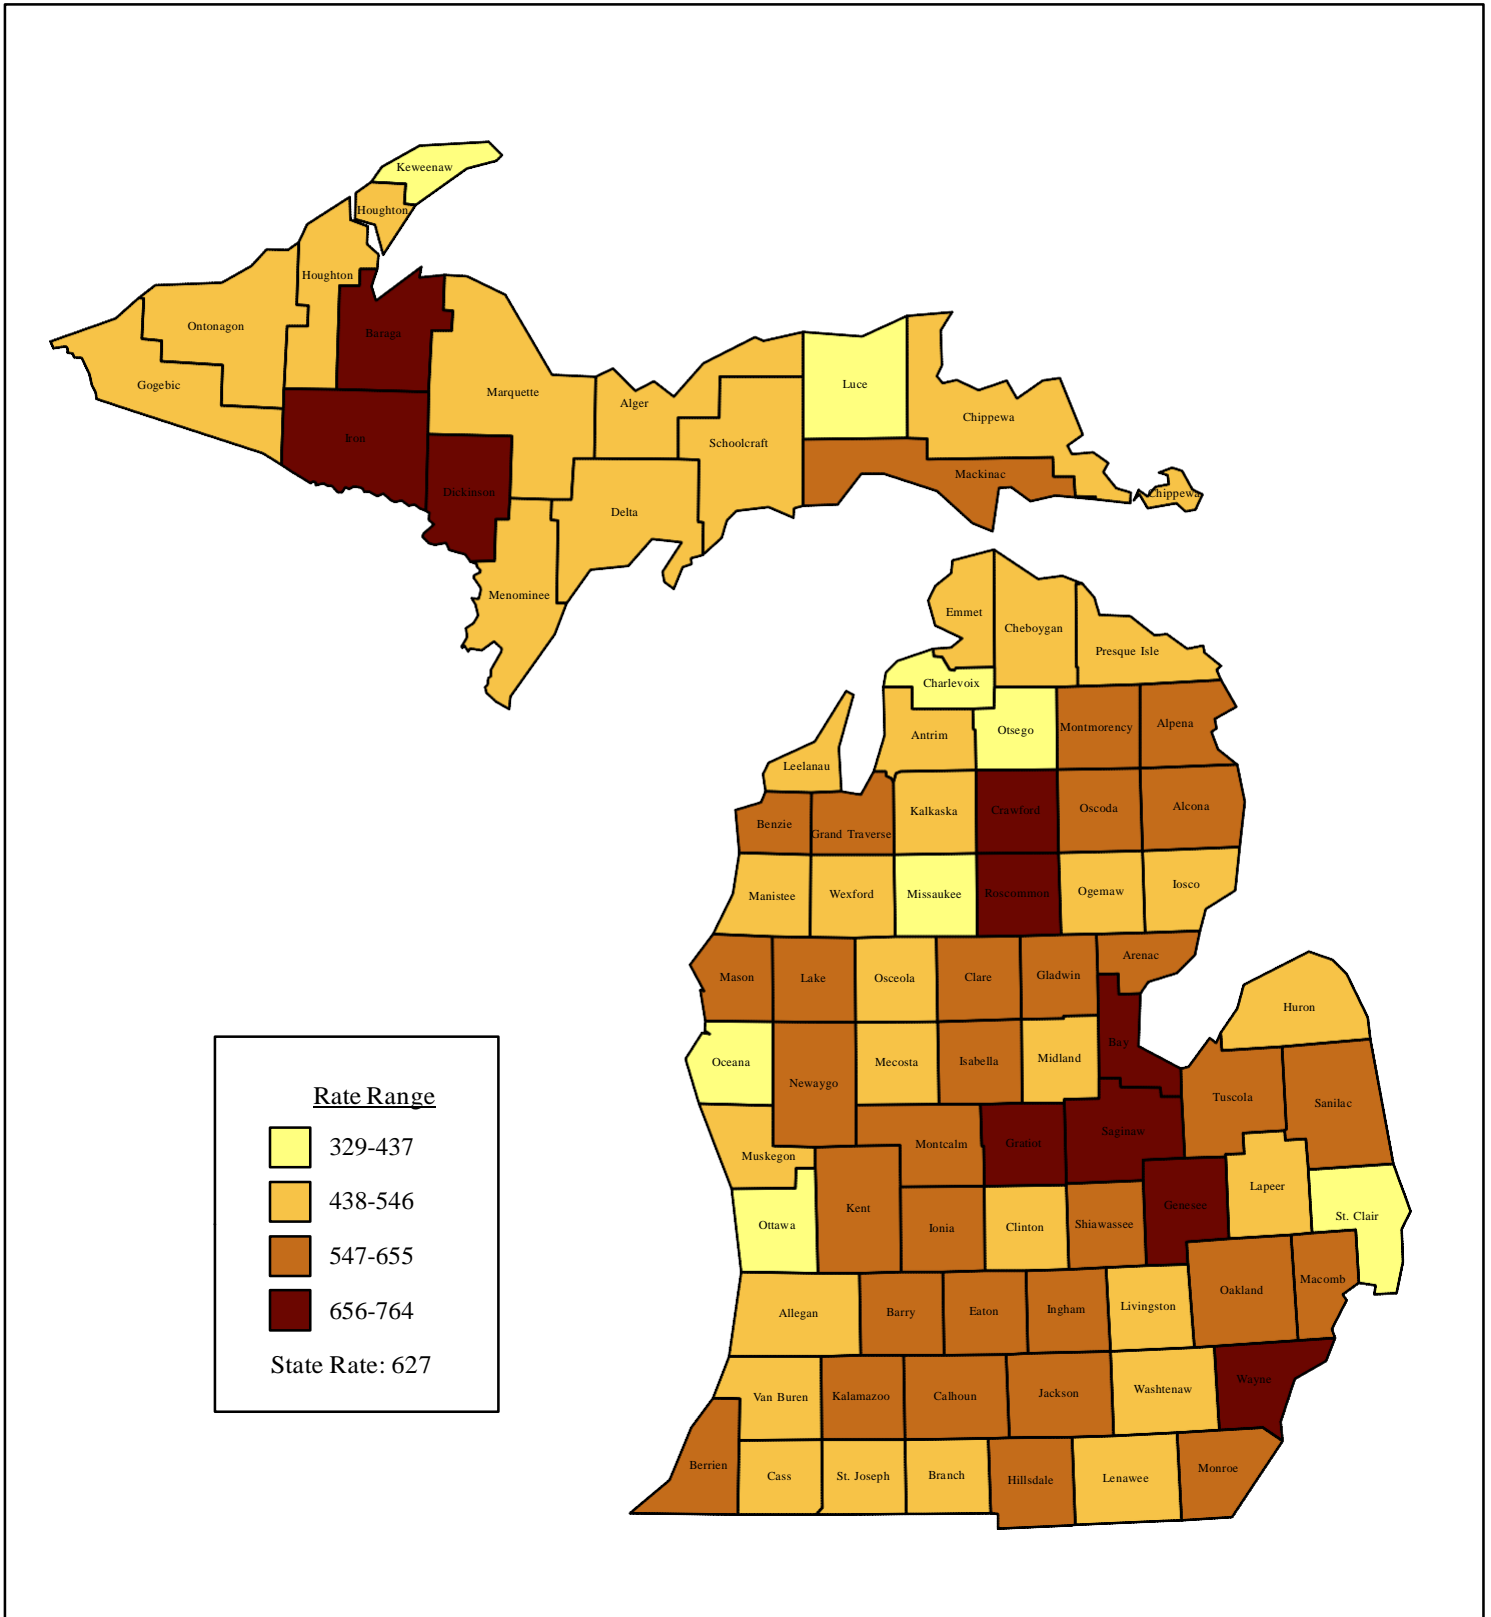 Keweenaw
Houghton
Houghton
Ontonagon
Baraga
Gogebic
Marquette
Luce
Alger
Chippewa
Iron
Schoolcraft
Mackinac
Dickinson
Chippewa
Delta
Menominee
Emmet
Cheboygan
Presque Isle
Charlevoix
Antrim
Otsego
Montmorency
Alpena
Leelanau
Benzie
Grand Traverse
Kalkaska
Crawford
Oscoda
Alcona
Manistee
Wexford
Missaukee
Roscommon
Ogemaw
Iosco
Mason
Lake
Osceola
Clare
Gladwin
Arenac
Huron
Oceana
Newaygo
Mecosta
Isabella
Midland
Bay
Tuscola
Sanilac
Muskegon
Montcalm
Gratiot
Saginaw
Ottawa
Kent
Ionia
Clinton
Shiawassee
Genesee
Lapeer
St. Clair
Allegan
Barry
Eaton
Ingham
Livingston
Oakland
Macomb
Van Buren
Kalamazoo
Calhoun
Jackson
Washtenaw
Wayne
Berrien
Cass
St. Joseph
Branch
Hillsdale
Lenawee
Monroe
Rate Range
329-437
438-546
547-655
656-764
State Rate: 627